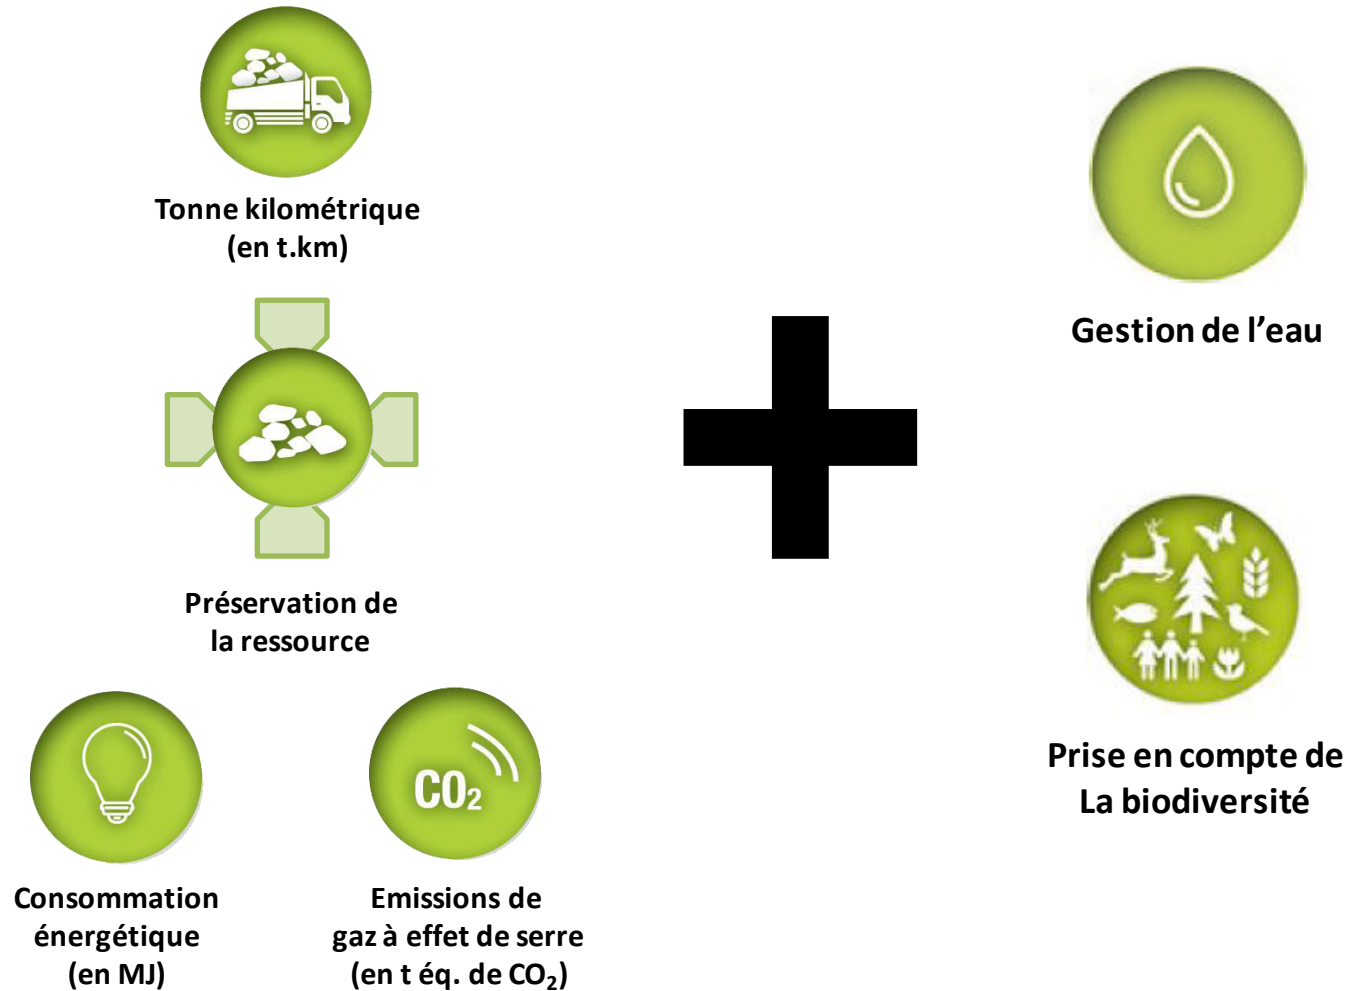 Tonne kilométrique
(en t.km)
Préservation de
la ressource
CO₂
Consommation
énergétique
(en MJ)
Emissions de
gaz à effet de serre
(en t éq. de CO₂)
Gestion de l’eau
Prise en compte de
La biodiversité